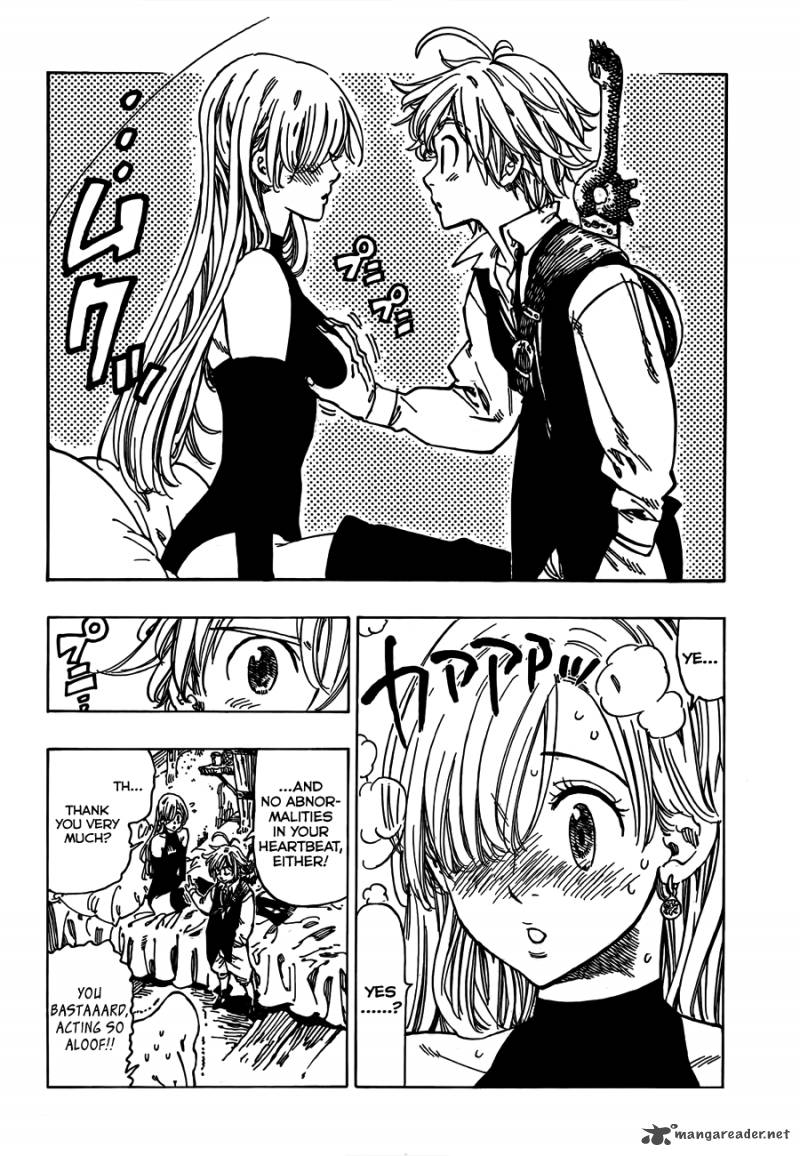 ムクッ
プニ
プニ
プニ
YE...
カァァァッ
YES
......?
...AND
NO ABNOR-
MALITIES
IN YOUR
HEARTBEAT,
EITHER!
TH...
THANK
YOU VERY
MUCH?
YOU
BASTAAARD,
ACTING SO
ALOOF!!
mangareader.net